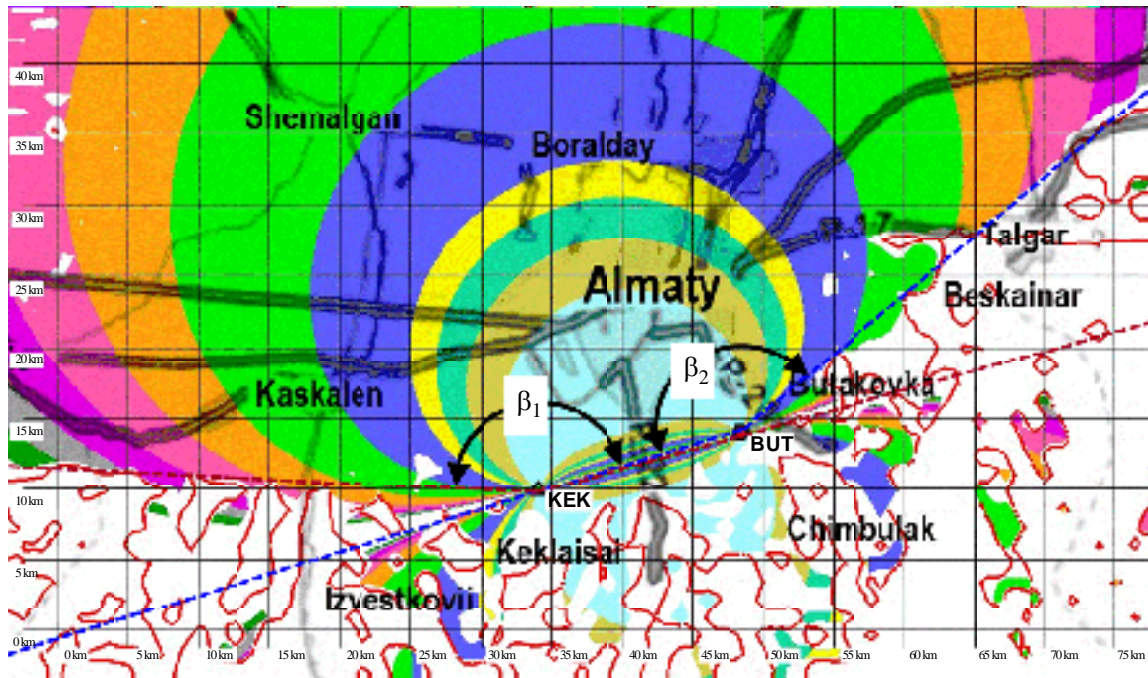 40 km
Shemalgan
35 km
Boralday
30 km
Talgar
25 km
Almaty
Beskainar
20 km
β2
Kaskalen
β1
Butakovka
15 km
BUT
10 km
KEK
Keklaisai
Chimbulak
5 km
Izvestkovii
0 km
0 km 5 km 10 km 15 km 20 km 25 km 30 km 35 km 40 km 45 km 50 km 55 km 60 km 65 km 70 km 75 km